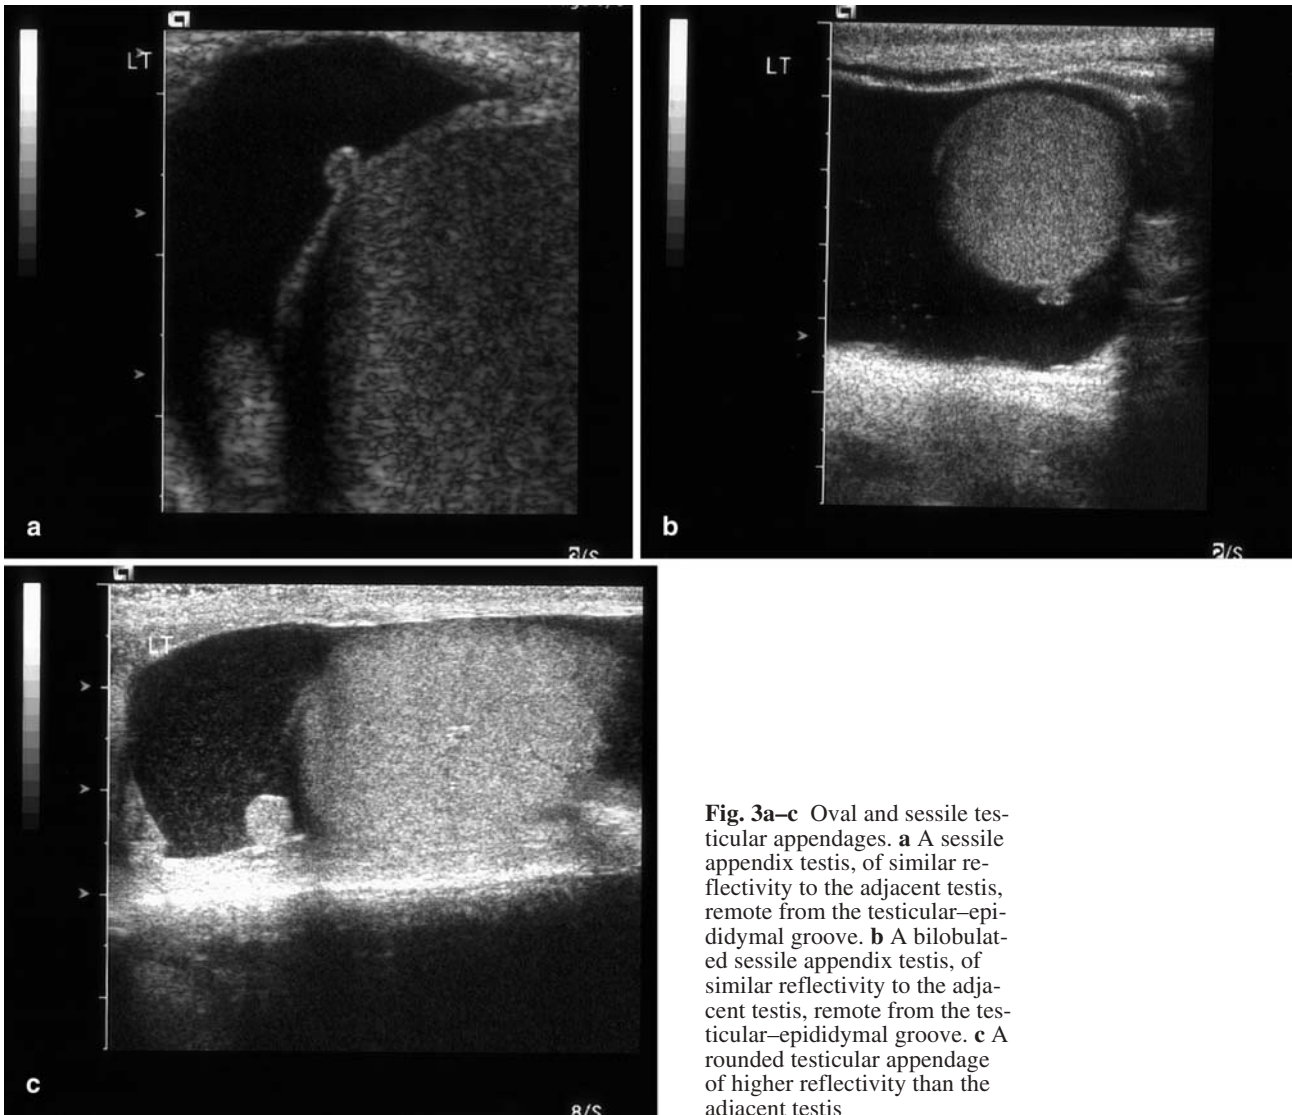 LT
a
LT
b
LT
c
8/S
Fig. 3a–c Oval and sessile tes-
ticular appendages. a A sessile
appendix testis, of similar re-
flectivity to the adjacent testis,
remote from the testicular–epi-
didymal groove. b A bilobulat-
ed sessile appendix testis, of
similar reflectivity to the adja-
cent testis, remote from the tes-
ticular–epididymal groove. c A
rounded testicular appendage
of higher reflectivity than the
adjacent testis